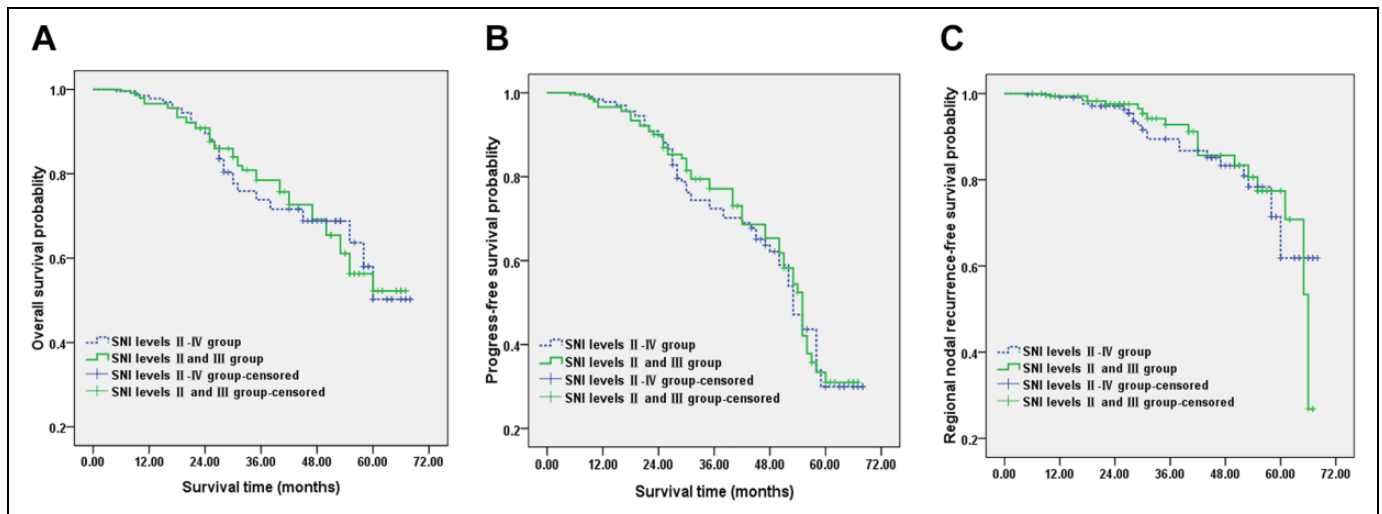 A
Overall survival probablity
1.0
0.8
0.6
0.4
0.2
SNI levels II-IV group
SNI levels II and III group
SNI levels II-IV group-censored
SNI levels II and III group-censored
0.00 12.00 24.00 36.00 48.00 60.00 72.00
Survival time (months)
B
Progress-free survival probablity
1.0
0.8
0.6
0.4
0.2
SNI levels II-IV group
SNI levels II and III group
SNI levels II-IV group-censored
SNI levels II and III group-censored
0.00 12.00 24.00 36.00 48.00 60.00 72.00
Survival time (months)
C
Regional nodal recurrence-free survival probablity
1.0
0.8
0.6
0.4
0.2
SNI levels II-IV group
SNI levels II and III group
SNI levels II-IV group-censored
SNI levels II and III group-censored
0.00 12.00 24.00 36.00 48.00 60.00 72.00
Survival time (months)